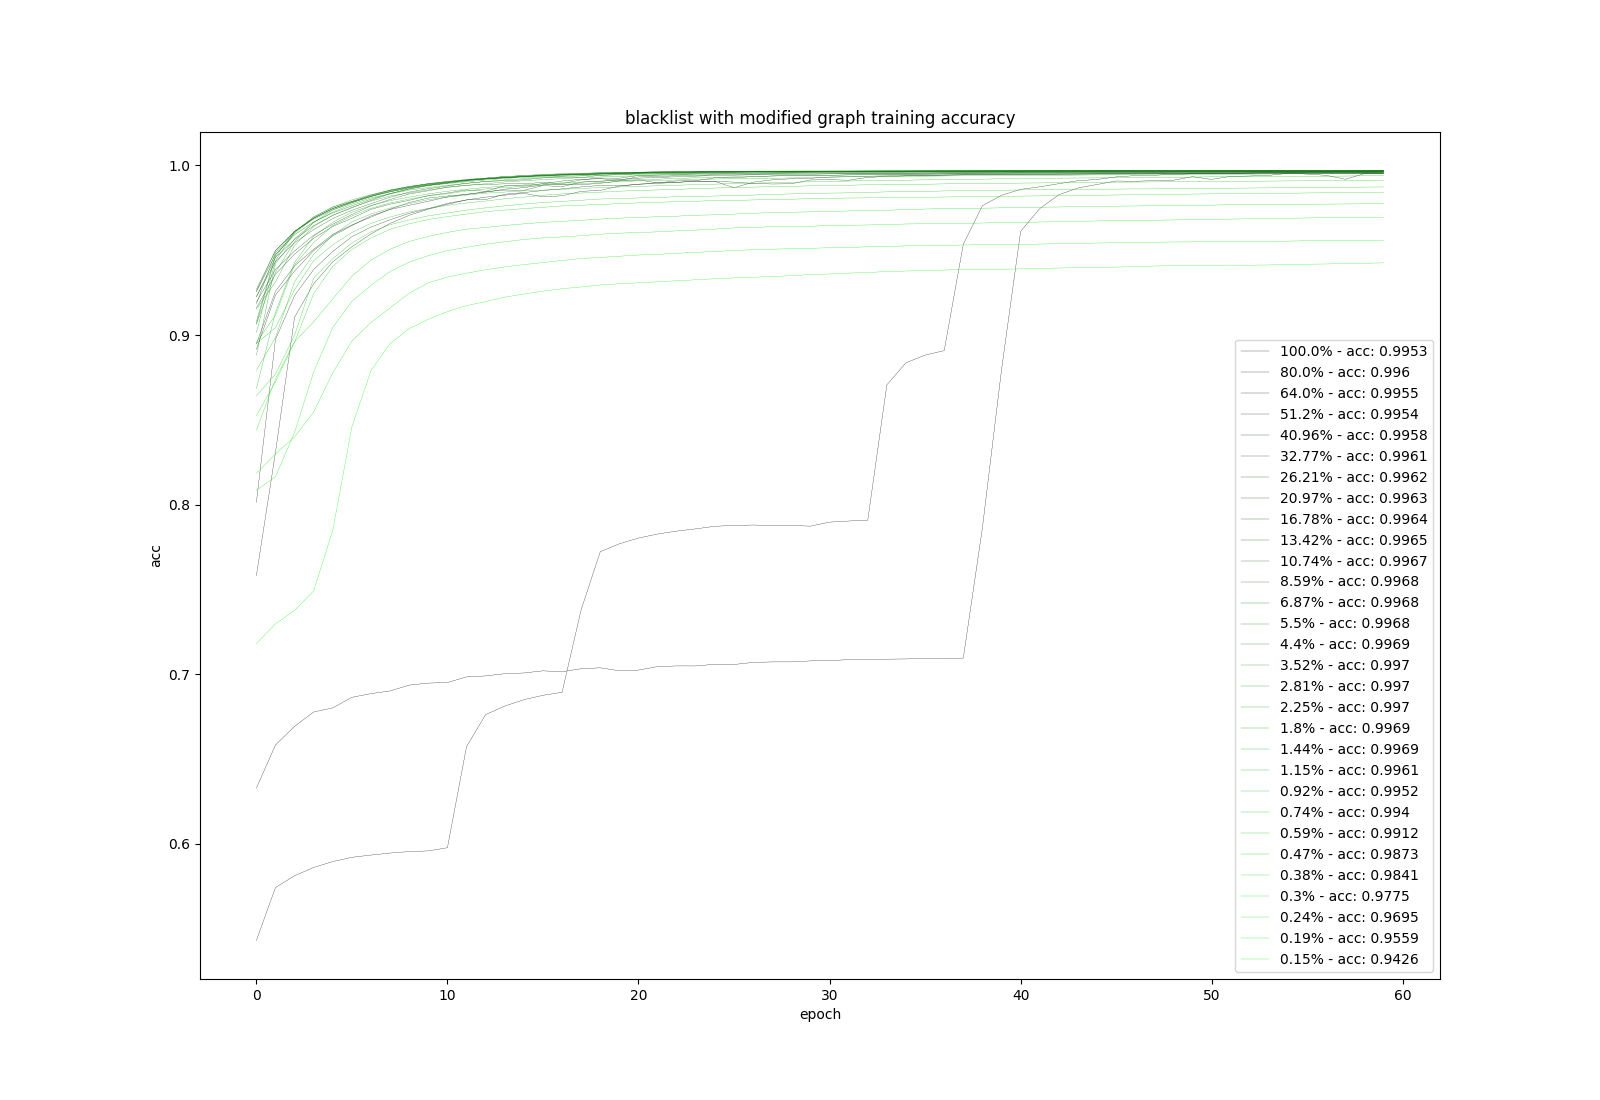 blacklist with modified graph training accuracy
1.0
0.9
0.8
0.7
0.6
acc
0
10
20
30
40
50
60
epoch
100.0% - acc: 0.9953
80.0% - acc: 0.996
64.0% - acc: 0.9955
51.2% - acc: 0.9954
40.96% - acc: 0.9958
32.77% - acc: 0.9961
26.21% - acc: 0.9962
20.97% - acc: 0.9963
16.78% - acc: 0.9964
13.42% - acc: 0.9965
10.74% - acc: 0.9967
8.59% - acc: 0.9968
6.87% - acc: 0.9968
5.5% - acc: 0.9968
4.4% - acc: 0.9969
3.52% - acc: 0.997
2.81% - acc: 0.997
2.25% - acc: 0.997
1.8% - acc: 0.9969
1.44% - acc: 0.9969
1.15% - acc: 0.9961
0.92% - acc: 0.9952
0.74% - acc: 0.994
0.59% - acc: 0.9912
0.47% - acc: 0.9873
0.38% - acc: 0.9841
0.3% - acc: 0.9775
0.24% - acc: 0.9695
0.19% - acc: 0.9559
0.15% - acc: 0.9426